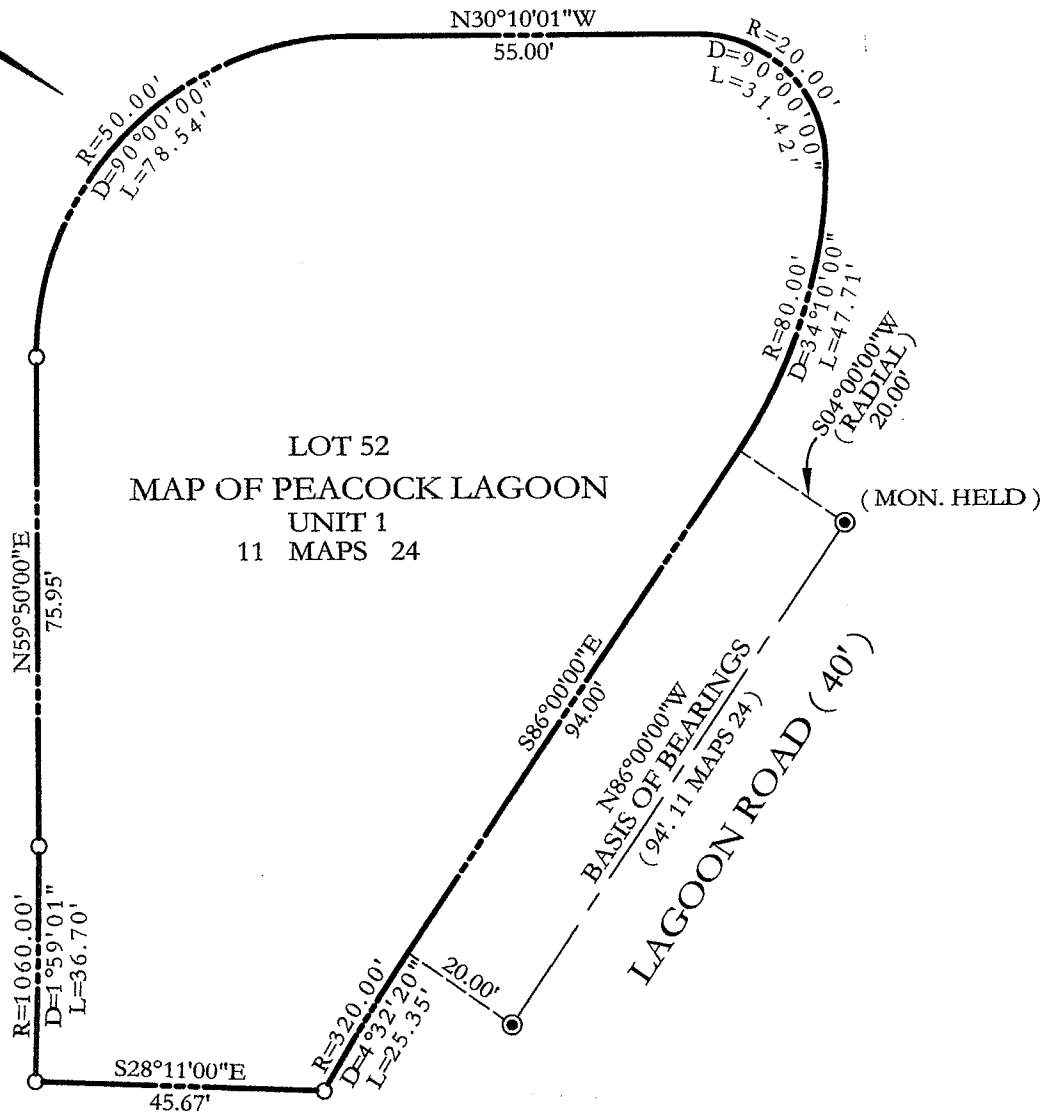 N30°10'01"W
55.00'
R=20.00'
D=90°00'00"
L=31.42'
R=50.00'
D=90°00'00"
L=78.54'
R=80.00'
D=34°10'00"
L=47.71'
S04°00'00"W
(RADIAL)
20.00'
(MON. HELD)
LOT 52
MAP OF PEACOCK LAGOON
UNIT 1
11 MAPS 24
N59°50'00"E
75.95'
S86°00'00"E
94.00'
N86°00'00"W
BASIS OF BEARINGS
(94'. 11 MAPS 24)
LAGOON ROAD (40')
20.00'
R=1060.00'
D=1°59'01"
L=36.70'
R=320.00'
D=4°32'20"
L=25.35'
S28°11'00"E
45.67'